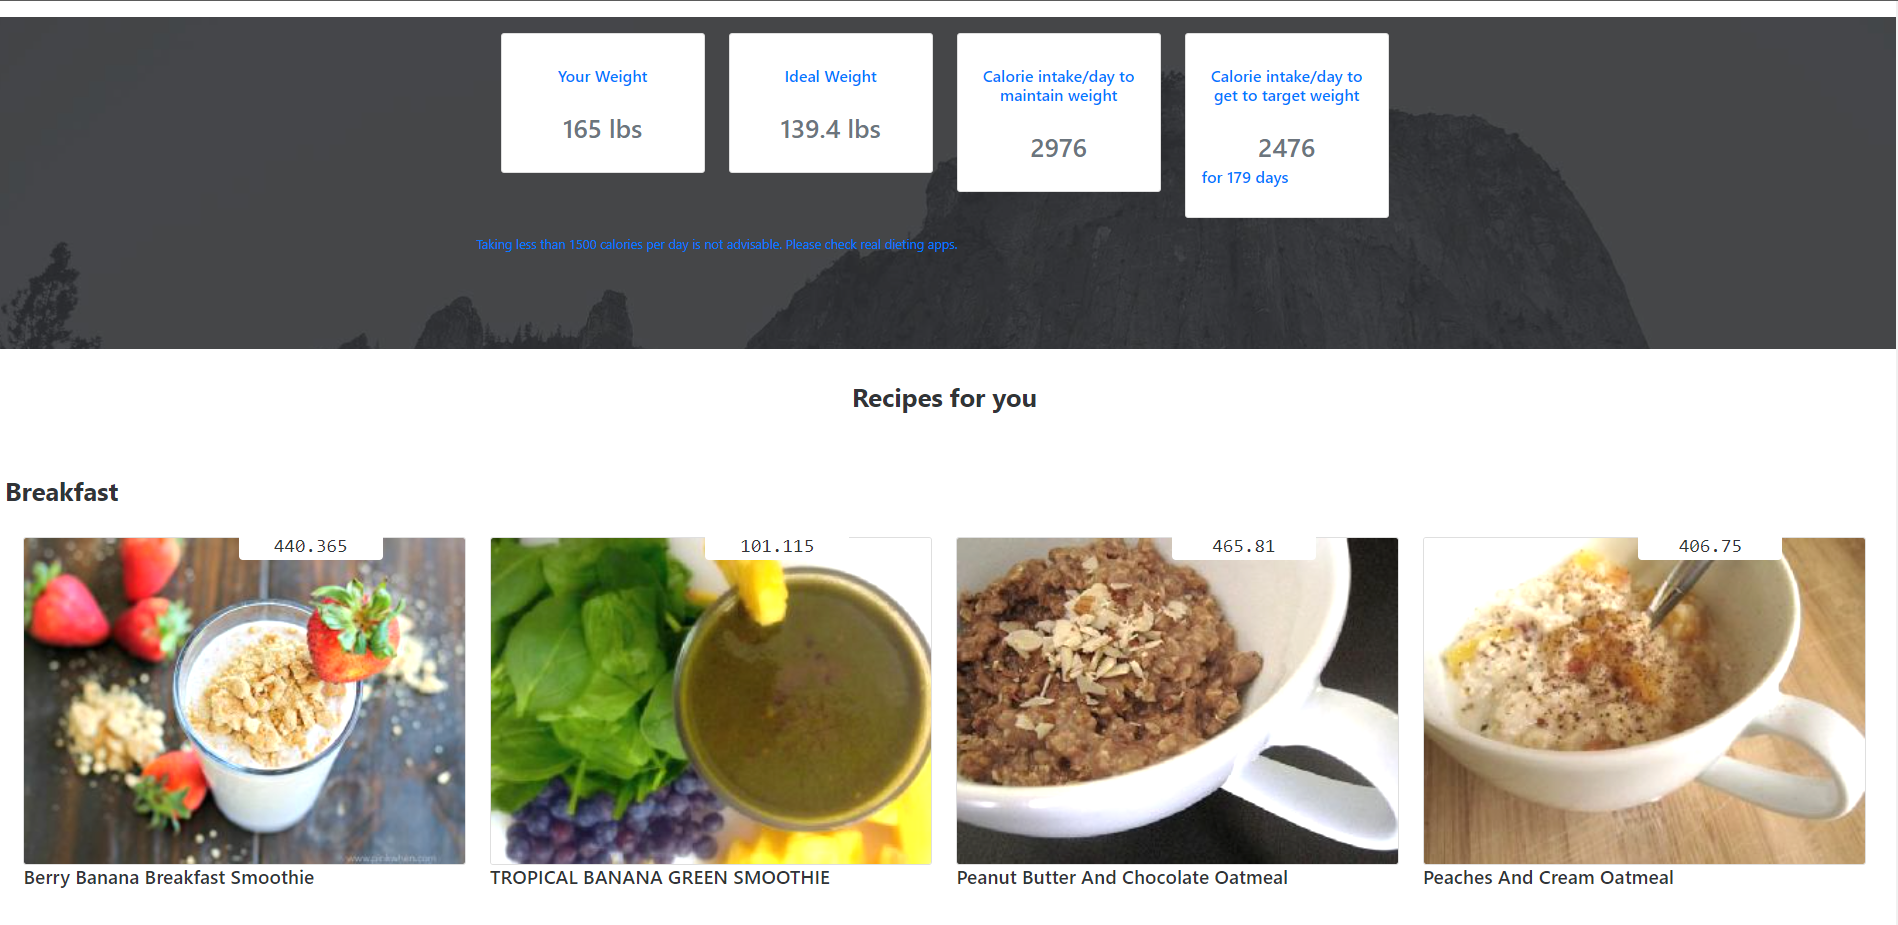 Your Weight
165 lbs
Ideal Weight
139.4 lbs
Calorie intake/day to
maintain weight
2976
Calorie intake/day to
get to target weight
2476
for 179 days
Taking less than 1500 calories per day is not advisable. Please check real dieting apps.
Recipes for you
Breakfast
440.365
101.115
465.81
406.75
Berry Banana Breakfast Smoothie
TROPICAL BANANA GREEN SMOOTHIE
Peanut Butter And Chocolate Oatmeal
Peaches And Cream Oatmeal